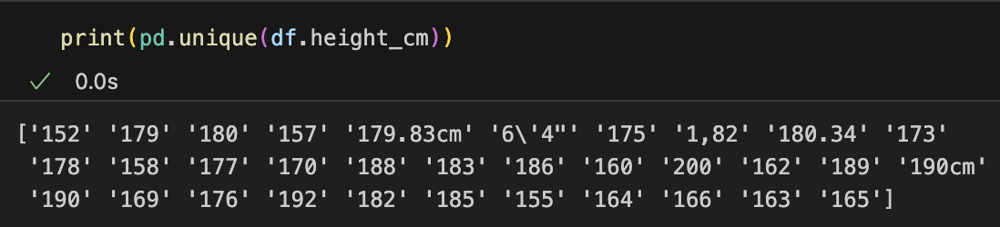 print(pd.unique(df.height_cm))
✓ 0.0s
['152' '179' '180' '157' '179.83cm' '6\'4"' '175' '1,82' '180.34' '173'
'178' '158' '177' '170' '188' '183' '186' '160' '200' '162' '189' '190cm'
'190' '169' '176' '192' '182' '185' '155' '164' '166' '163' '165']